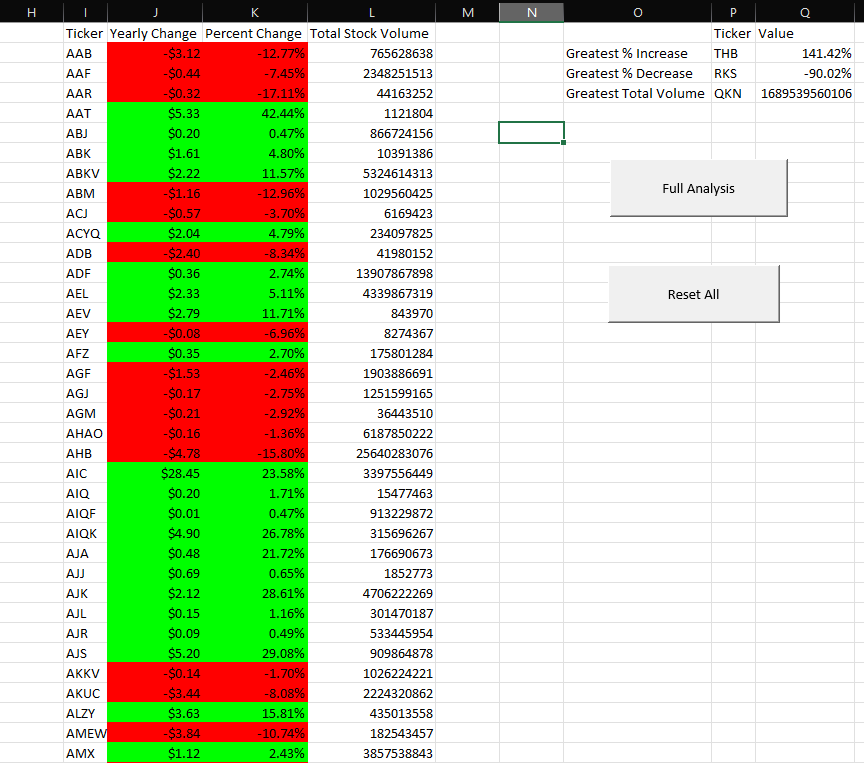 H I J K L M N O P Q
Ticker Yearly Change Percent Change Total Stock Volume Ticker Value
AAB -$3.12 -12.77% 765628638 Greatest % Increase THB 141.42%
AAF -$0.44 -7.45% 2348251513 Greatest % Decrease RKS -90.02%
AAR -$0.32 -17.11% 44163252 Greatest Total Volume QKN 1689539560106
AAT $5.33 42.44% 1121804
ABJ $0.20 0.47% 866724156
ABK $1.61 4.80% 10391386
ABKV $2.22 11.57% 5324614313
ABM -$1.16 -12.96% 1029560425
Full Analysis
ACJ -$0.57 -3.70% 6169423
ACYQ $2.04 4.79% 234097825
ADB -$2.40 -8.34% 41980152
ADF $0.36 2.74% 13907867898
AEL $2.33 5.11% 4339867319
Reset All
AEV $2.79 11.71% 843970
AEY -$0.08 -6.96% 8274367
AFZ $0.35 2.70% 175801284
AGF -$1.53 -2.46% 1903886691
AGJ -$0.17 -2.75% 1251599165
AGM -$0.21 -2.92% 36443510
AHAO -$0.16 -1.36% 6187850222
AHB -$4.78 -15.80% 25640283076
AIC $28.45 23.58% 3397556449
AIQ $0.20 1.71% 15477463
AIQF $0.01 0.47% 913229872
AIQK $4.90 26.78% 315696267
AJA $0.48 21.72% 176690673
AJJ $0.69 0.65% 1852773
AJK $2.12 28.61% 4706222269
AJL $0.15 1.16% 301470187
AJR $0.09 0.49% 533445954
AJS $5.20 29.08% 909864878
AKKV -$0.14 -1.70% 1026224221
AKUC -$3.44 -8.08% 2224320862
ALZY $3.63 15.81% 435013558
AMEW -$3.84 -10.74% 182543457
AMX $1.12 2.43% 3857538843